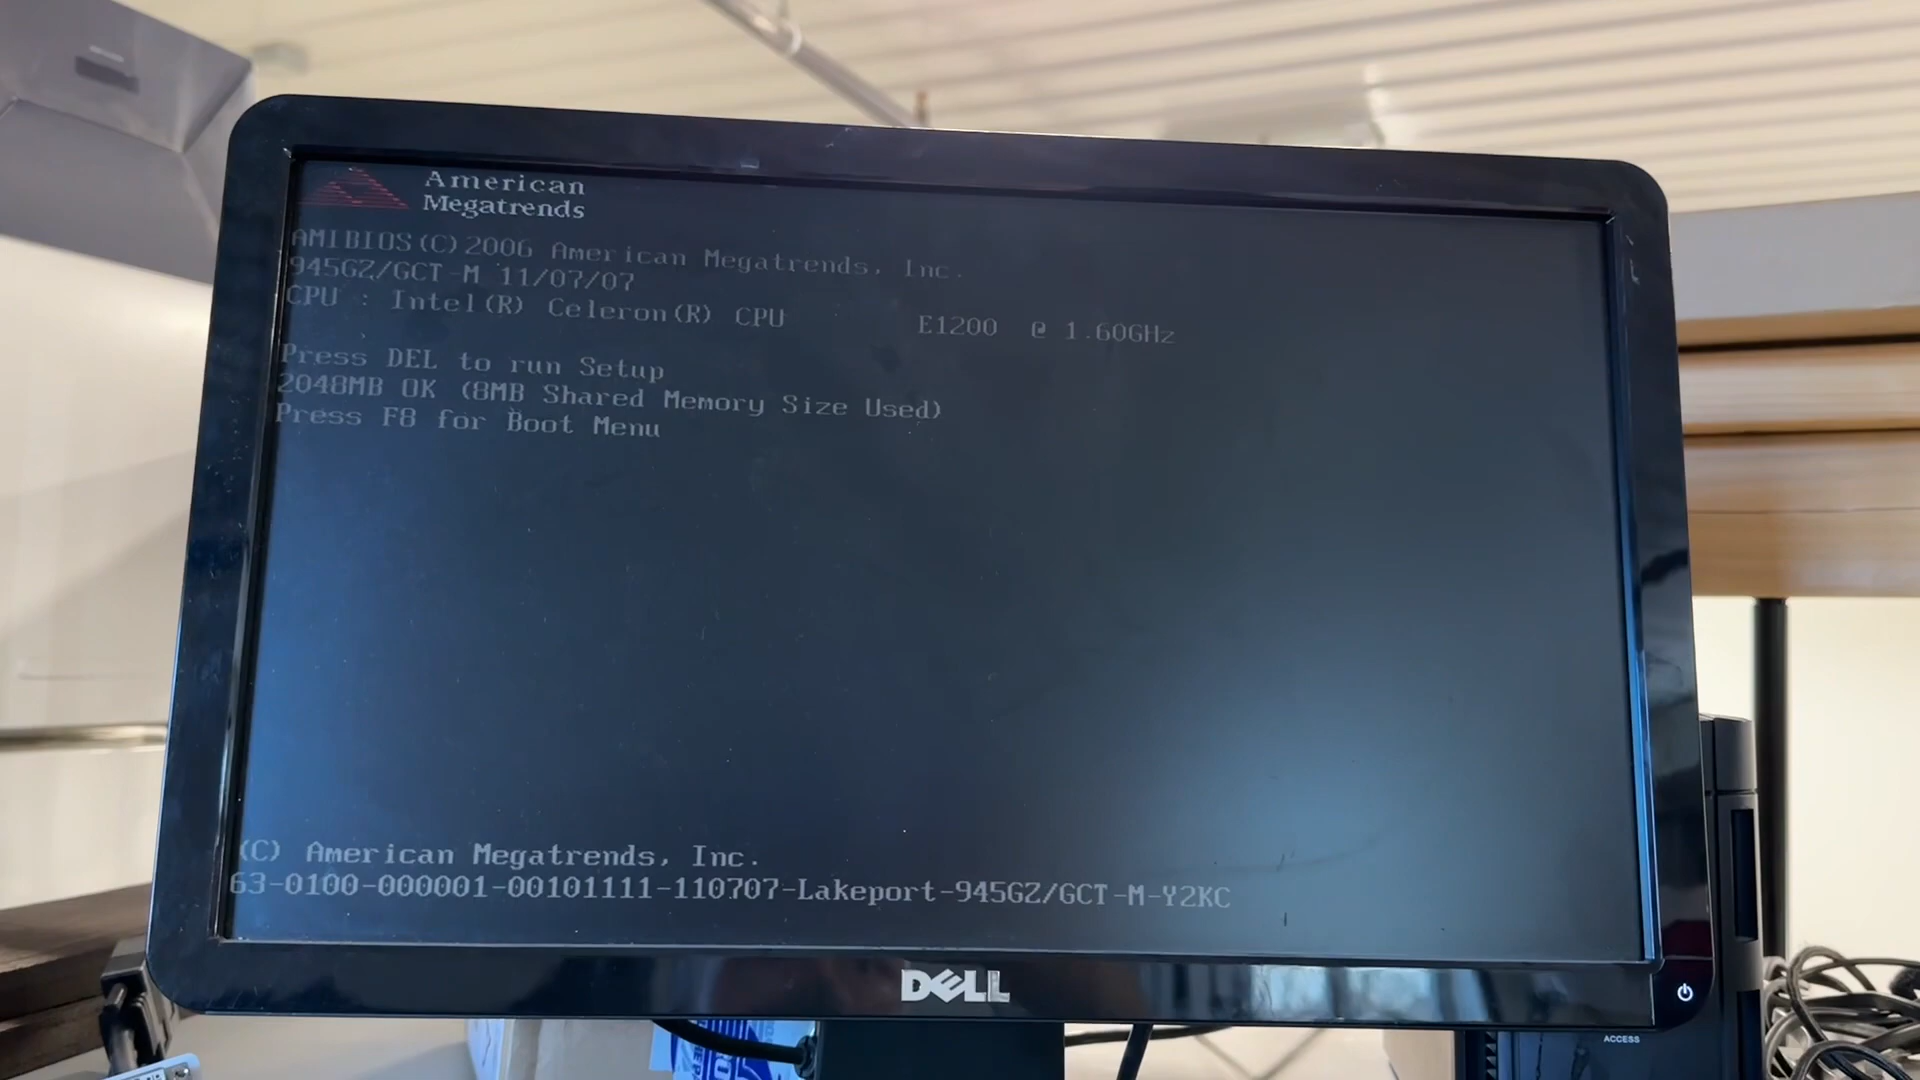 American
Megatrends
AMIBIOS(C)2006 American Megatrends, Inc.
945GZ/GCT-M 11/07/07
CPU : Intel(R) Celeron(R) CPU E1200 @ 1.60GHz
Press DEL to run Setup
2048MB OK (8MB Shared Memory Size Used)
Press F8 for Boot Menu
(C) American Megatrends, Inc.
63-0100-000001-00101111-110707-Lakeport-945GZ/GCT-M-Y2KC
DELL
ACCESS